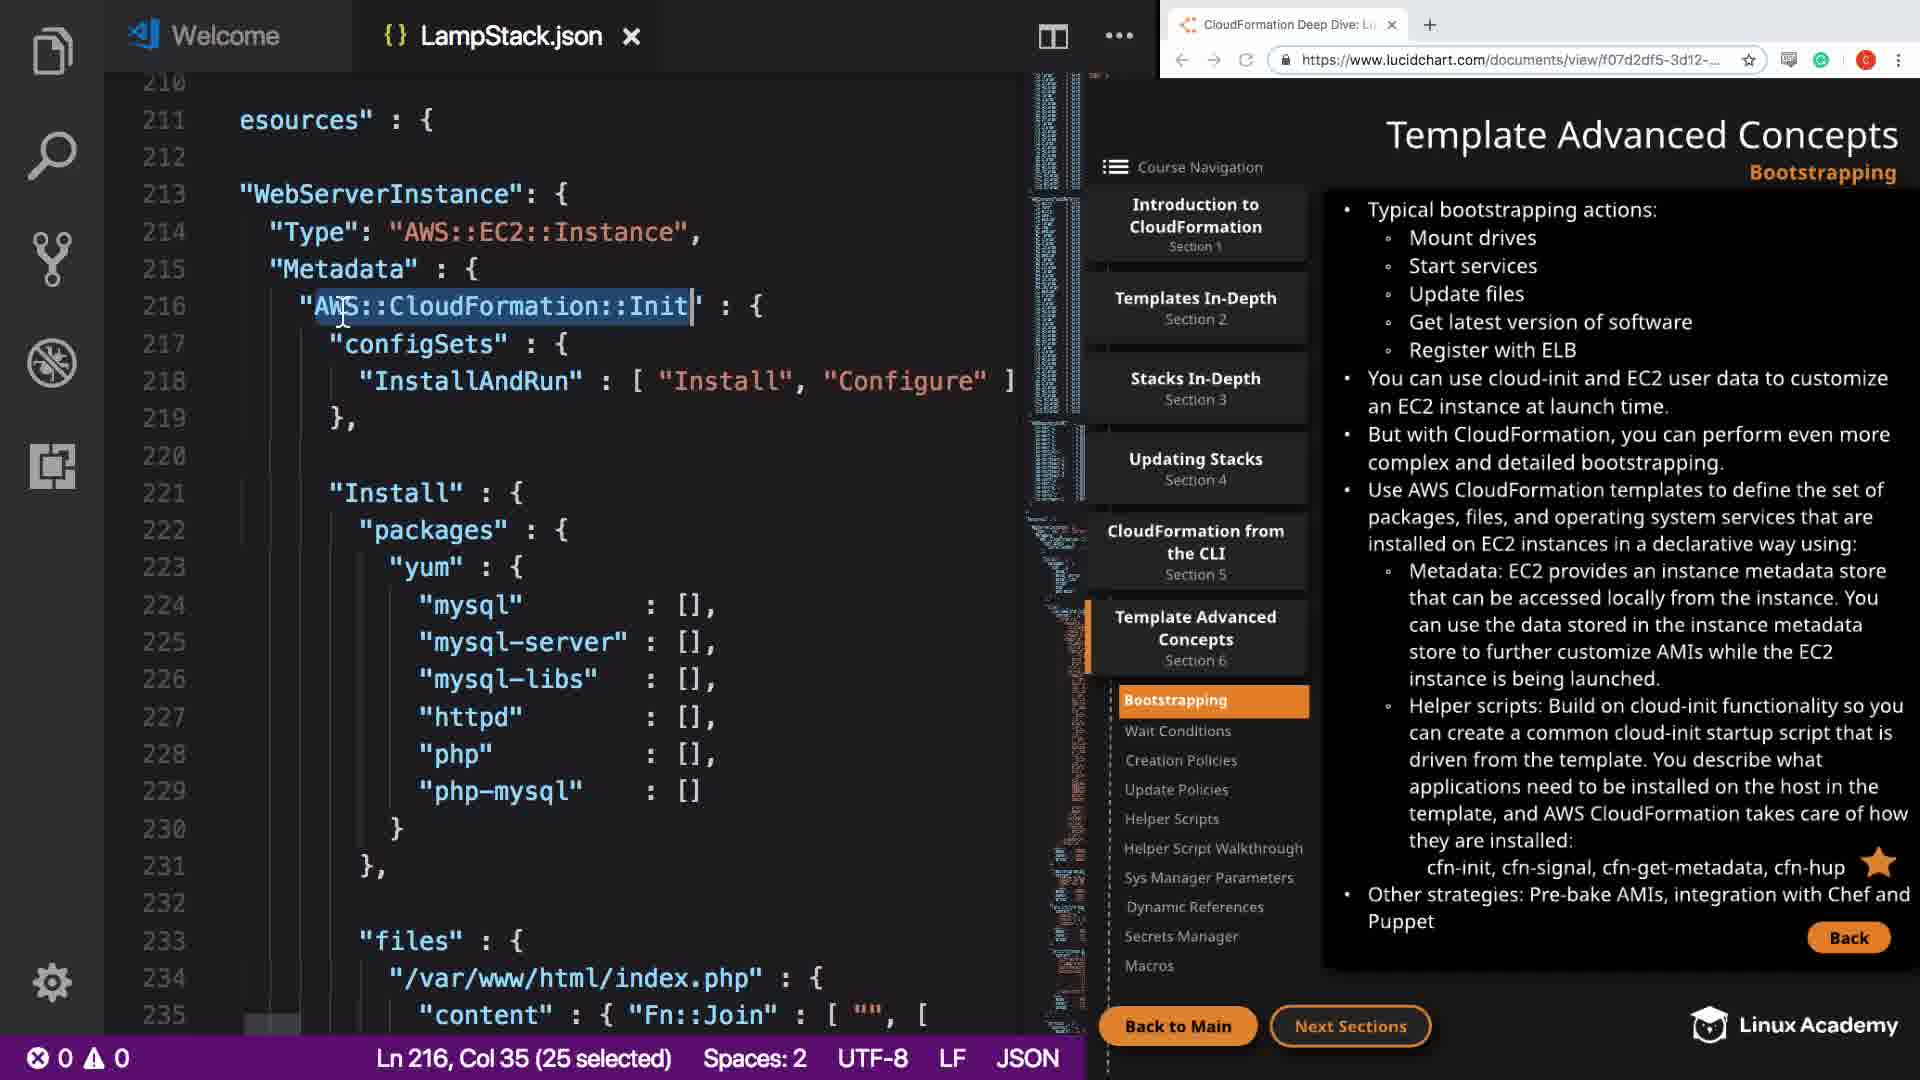 Welcome
{} LampStack.json
210
211 esources" : {
212
213 "WebServerInstance": {
214 "Type": "AWS::EC2::Instance",
215 "Metadata" : {
216 "AWS::CloudFormation::Init" : {
217 "configSets" : {
218 "InstallAndRun" : [ "Install", "Configure" ]
219 },
220
221 "Install" : {
222 "packages" : {
223 "yum" : {
224 "mysql" : [],
225 "mysql-server" : [],
226 "mysql-libs" : [],
227 "httpd" : [],
228 "php" : [],
229 "php-mysql" : []
230 }
231 },
232
233 "files" : {
234 "/var/www/html/index.php" : {
235 "content" : { "Fn::Join" : [ "", [
0 0 Ln 216, Col 35 (25 selected) Spaces: 2 UTF-8 LF JSON
CloudFormation Deep Dive: Lu
https://www.lucidchart.com/documents/view/f07d2df5-3d12-...
C
Template Advanced Concepts
Bootstrapping
Course Navigation
Introduction to
CloudFormation
Section 1
Templates In-Depth
Section 2
Stacks In-Depth
Section 3
Updating Stacks
Section 4
CloudFormation from
the CLI
Section 5
Template Advanced
Concepts
Section 6
Bootstrapping
Wait Conditions
Creation Policies
Update Policies
Helper Scripts
Helper Script Walkthrough
Sys Manager Parameters
Dynamic References
Secrets Manager
Macros
• Typical bootstrapping actions:
◦ Mount drives
◦ Start services
◦ Update files
◦ Get latest version of software
◦ Register with ELB
• You can use cloud-init and EC2 user data to customize
an EC2 instance at launch time.
• But with CloudFormation, you can perform even more
complex and detailed bootstrapping.
• Use AWS CloudFormation templates to define the set of
packages, files, and operating system services that are
installed on EC2 instances in a declarative way using:
◦ Metadata: EC2 provides an instance metadata store
that can be accessed locally from the instance. You
can use the data stored in the instance metadata
store to further customize AMIs while the EC2
instance is being launched.
◦ Helper scripts: Build on cloud-init functionality so you
can create a common cloud-init startup script that is
driven from the template. You describe what
applications need to be installed on the host in the
template, and AWS CloudFormation takes care of how
they are installed:
cfn-init, cfn-signal, cfn-get-metadata, cfn-hup
• Other strategies: Pre-bake AMIs, integration with Chef and
Puppet
Back
Back to Main
Next Sections
Linux Academy